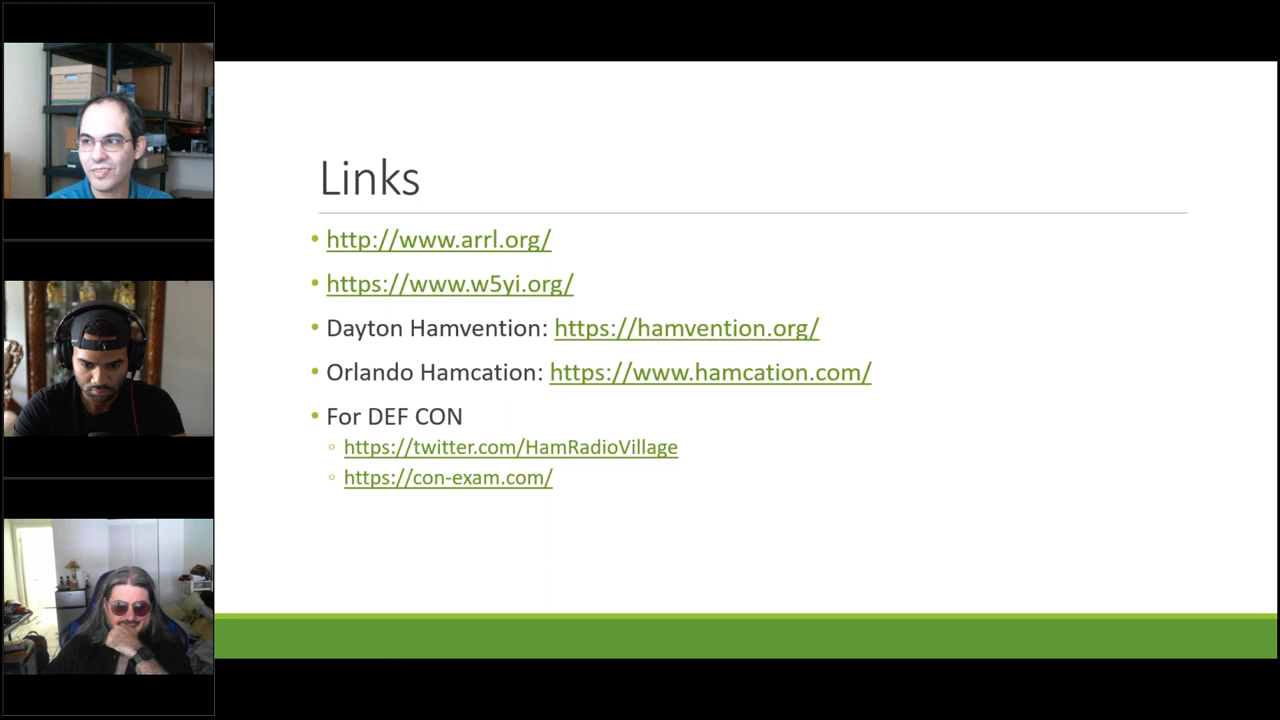 Links
• http://www.arrl.org/
• https://www.w5yi.org/
• Dayton Hamvention: https://hamvention.org/
• Orlando Hamcation: https://www.hamcation.com/
• For DEF CON
◦ https://twitter.com/HamRadioVillage
◦ https://con-exam.com/